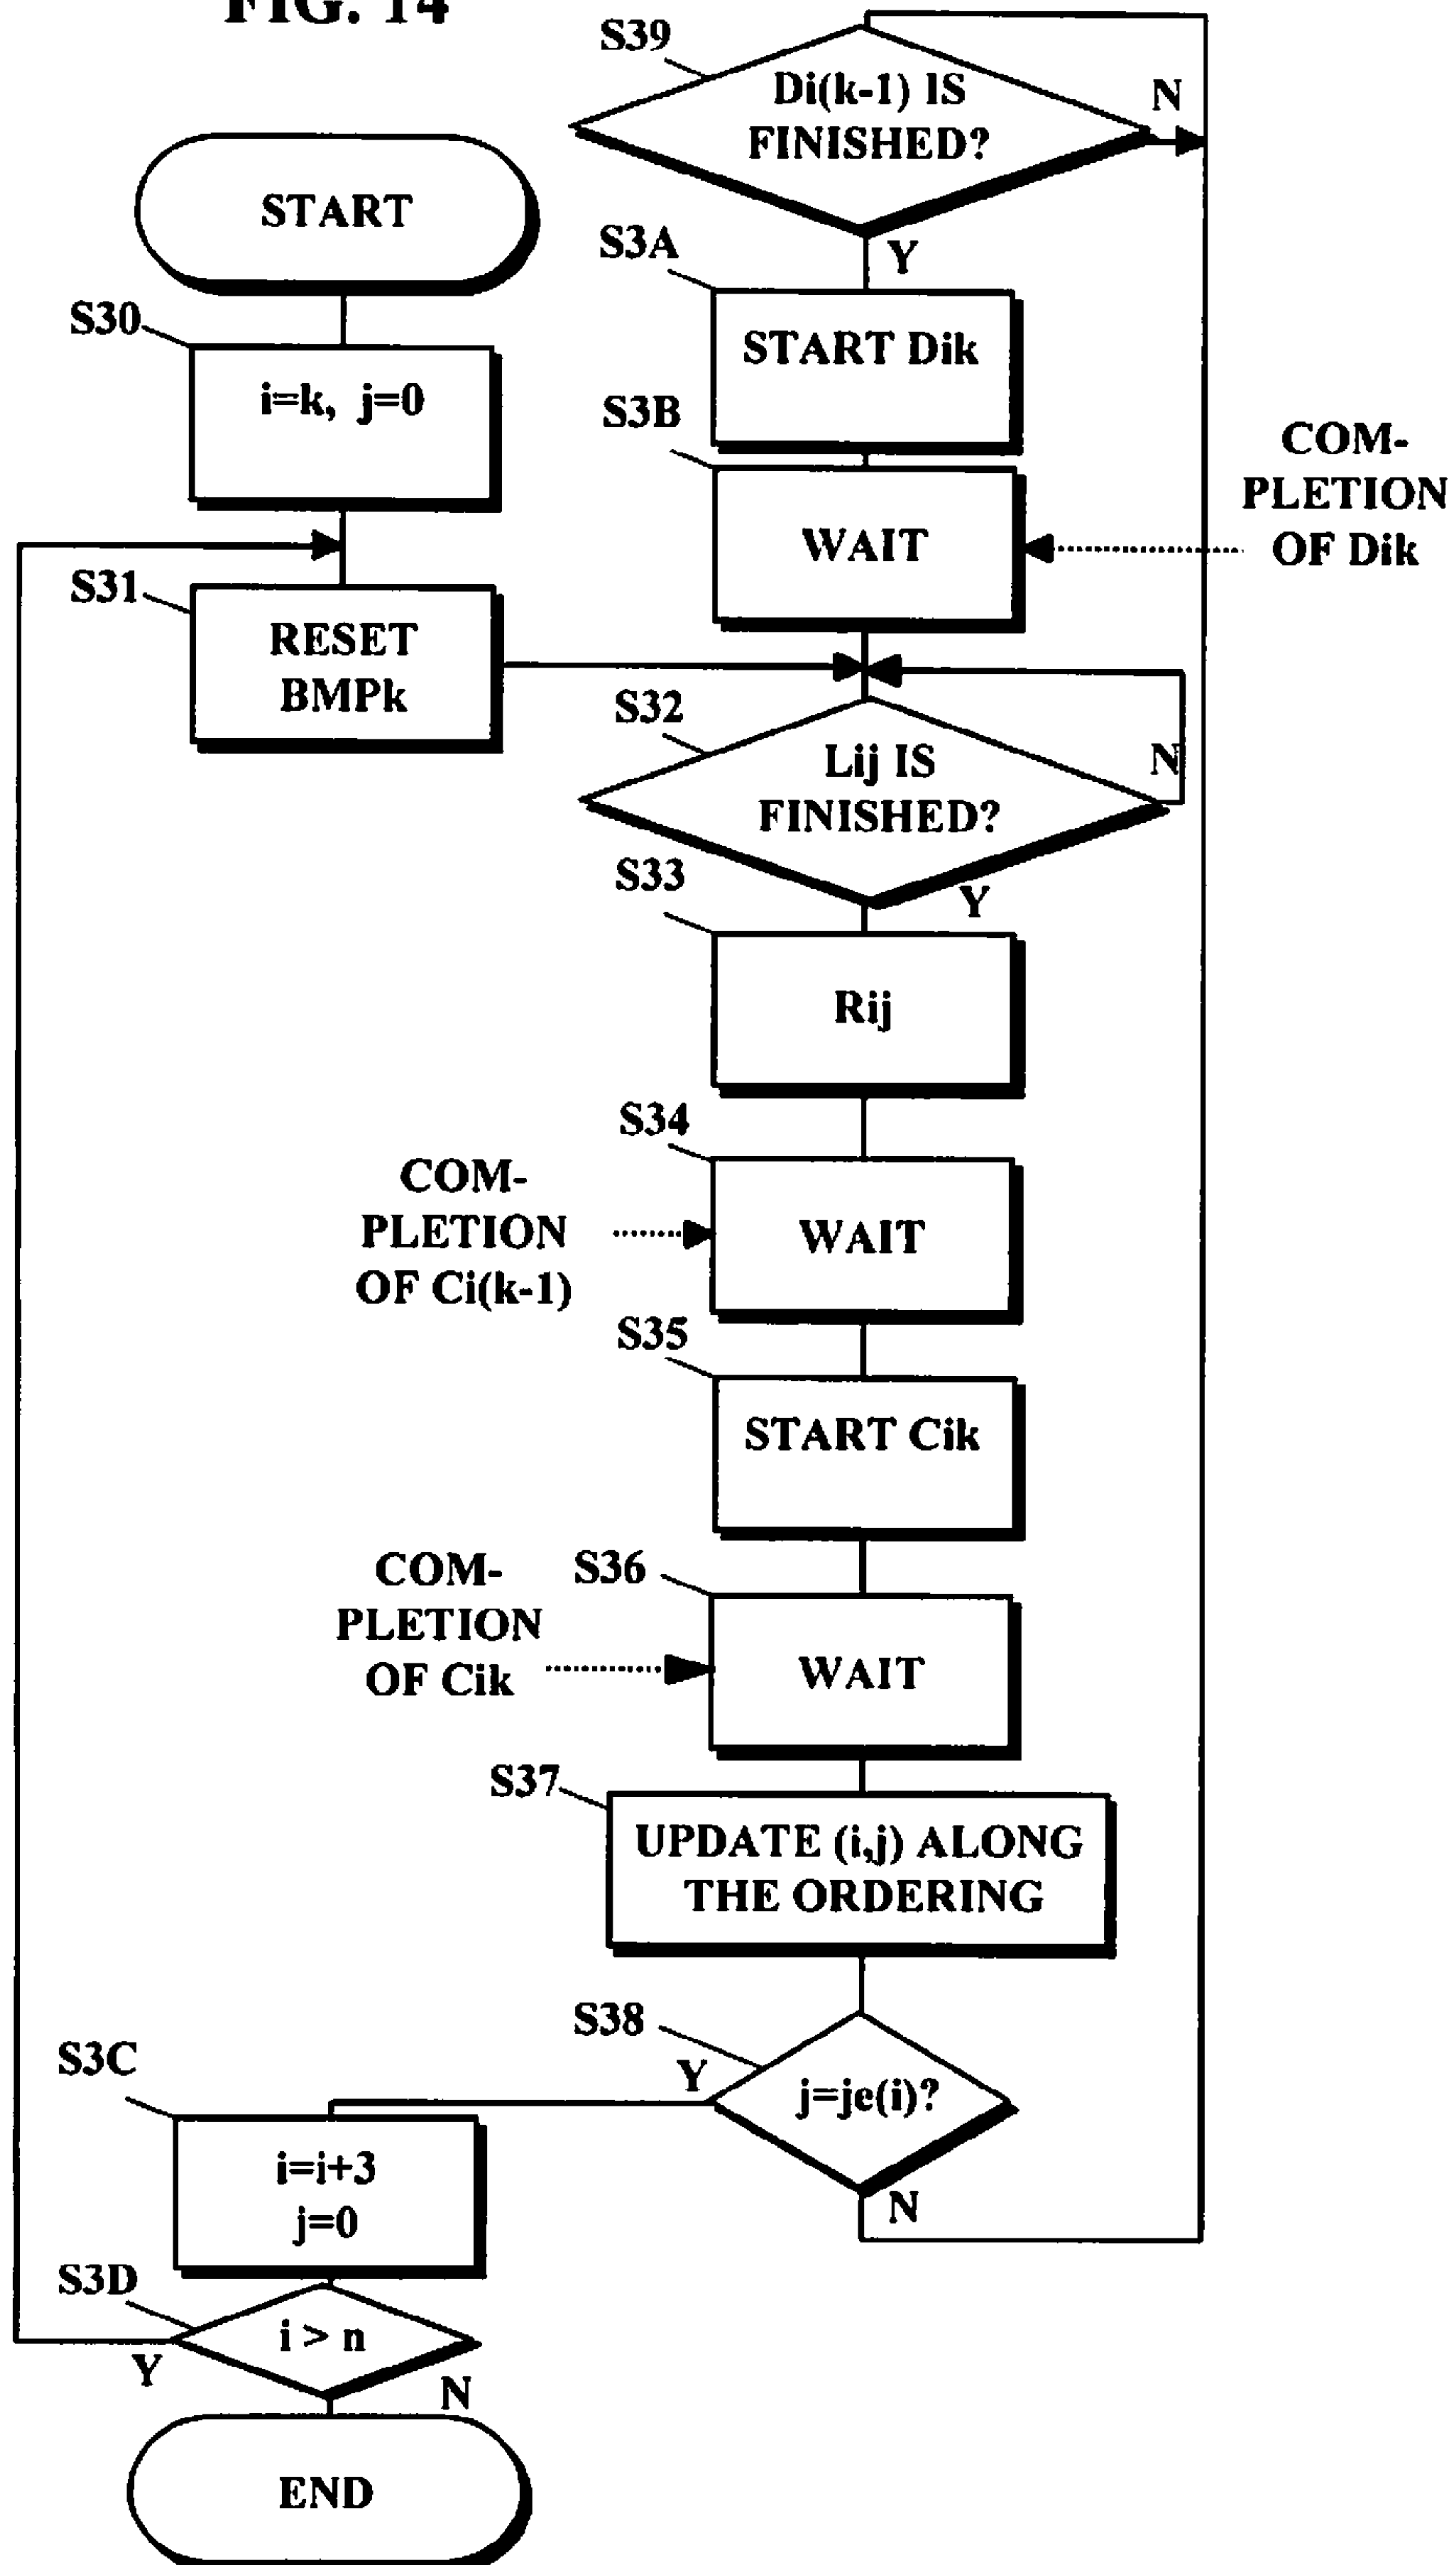 FIG. 14
START
S30
i=k, j=0
S31
RESET
BMPk
S39
Di(k-1) IS
FINISHED?
N
Y
S3A
START Dik
S3B
WAIT
COM-
PLETION
OF Dik
S32
Lij IS
FINISHED?
N
Y
S33
Rij
S34
WAIT
COM-
PLETION
OF Ci(k-1)
S35
START Cik
S36
WAIT
COM-
PLETION
OF Cik
S37
UPDATE (i,j) ALONG
THE ORDERING
S38
j=je(i)?
Y
N
S3C
i=i+3
j=0
S3D
i > n
Y
N
END